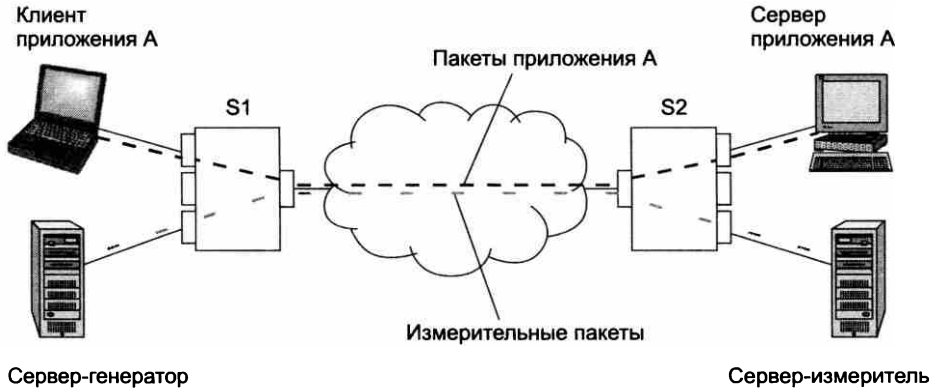 Клиент
приложения А
Сервер
приложения А
Пакеты приложения А
S1
S2
Измерительные пакеты
Сервер-генератор
Сервер-измеритель